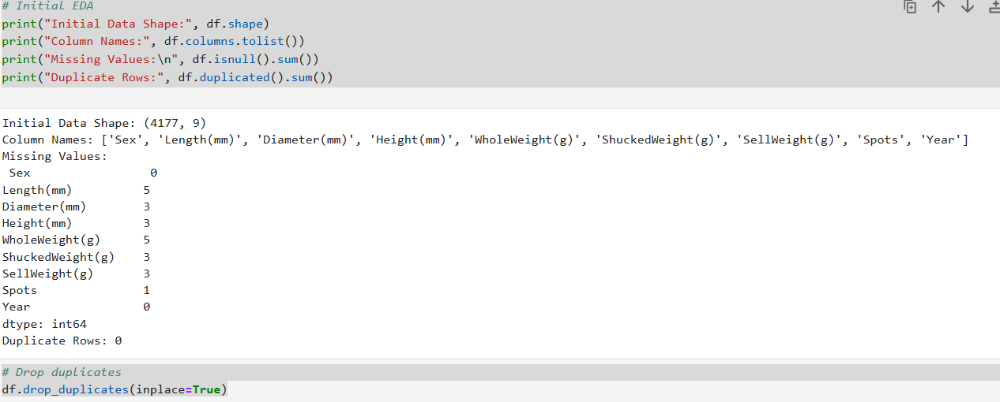 # Initial EDA
print("Initial Data Shape:", df.shape)
print("Column Names:", df.columns.tolist())
print("Missing Values:\n", df.isnull().sum())
print("Duplicate Rows:", df.duplicated().sum())
Initial Data Shape: (4177, 9)
Column Names: ['Sex', 'Length(mm)', 'Diameter(mm)', 'Height(mm)', 'WholeWeight(g)', 'ShuckedWeight(g)', 'SellWeight(g)', 'Spots', 'Year']
Missing Values:
 Sex                 0
Length(mm)          5
Diameter(mm)        3
Height(mm)          3
WholeWeight(g)      5
ShuckedWeight(g)    3
SellWeight(g)       3
Spots               1
Year                0
dtype: int64
Duplicate Rows: 0
# Drop duplicates
df.drop_duplicates(inplace=True)